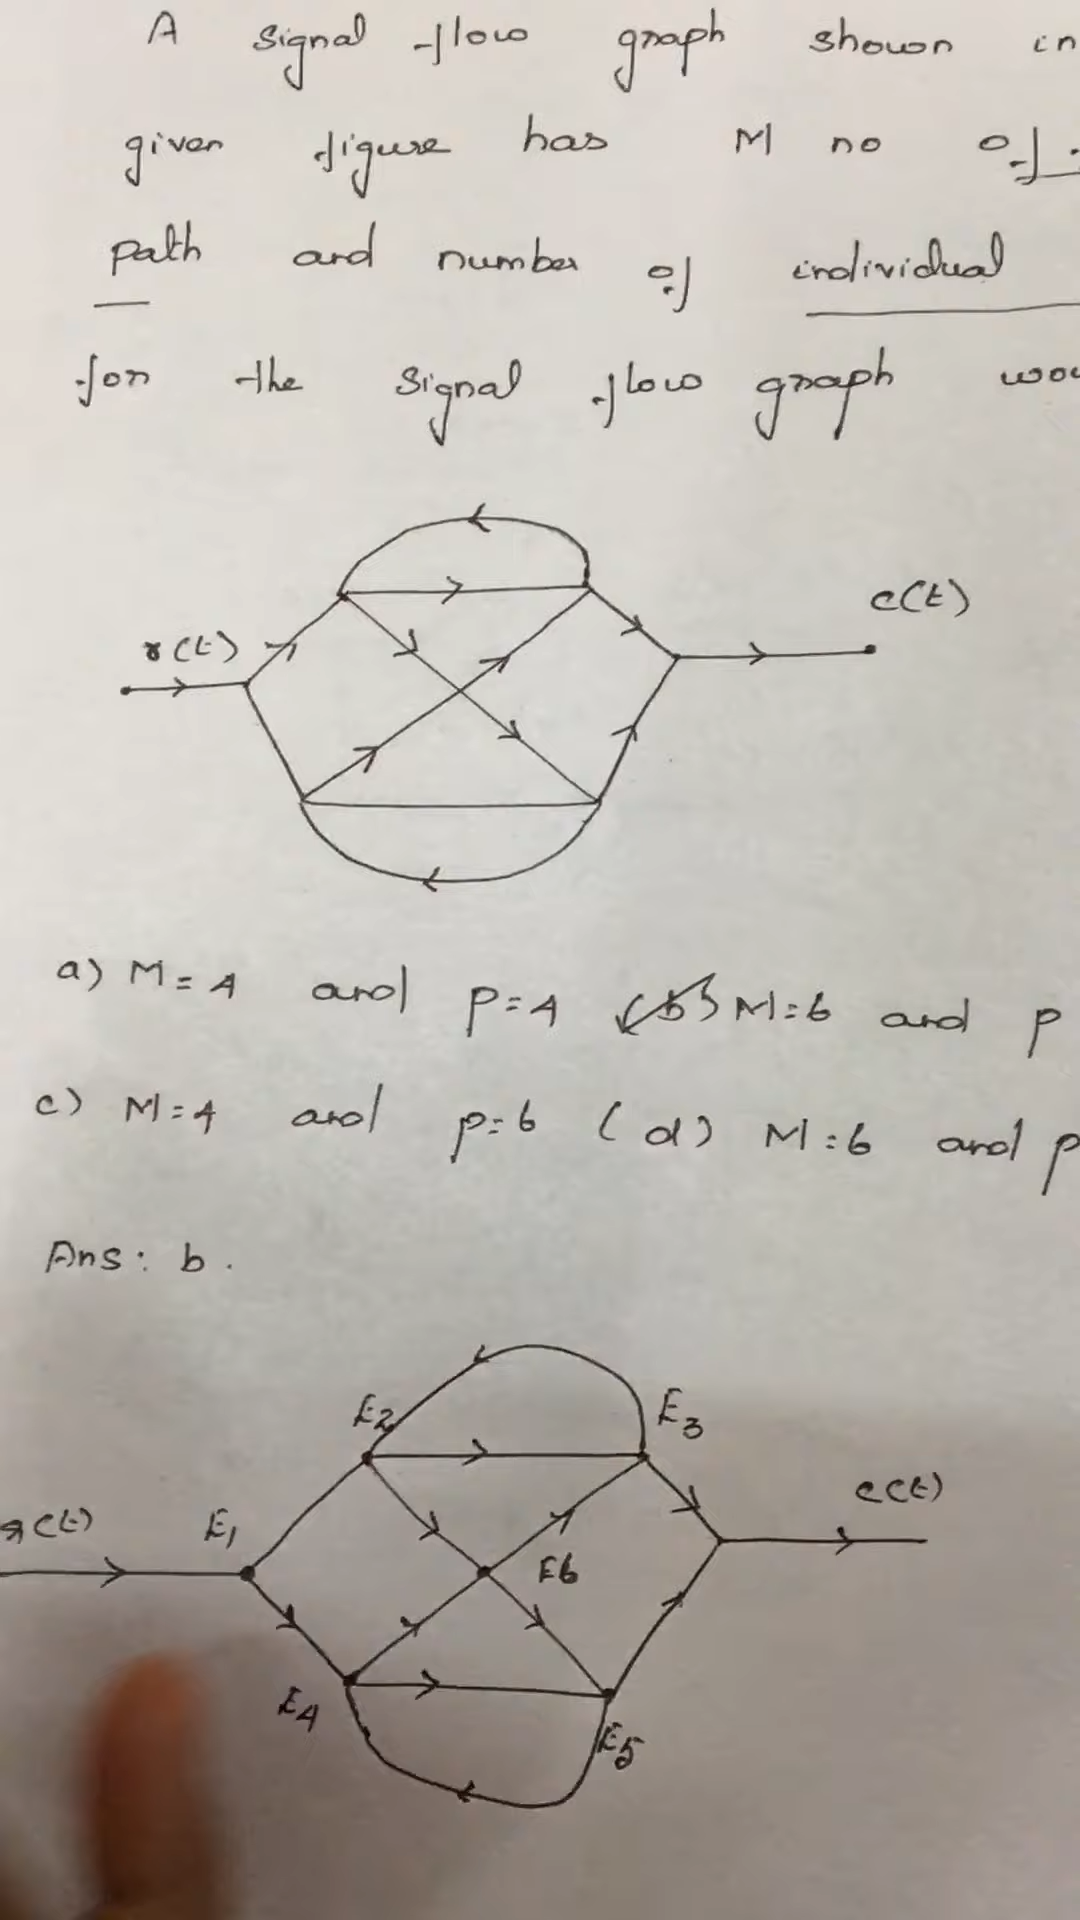 A signal flow graph shown in
given figure has M no of
path and number of individual
for the signal flow graph wou
r(t)
c(t)
a) M=4 and p=4 (b) M=6 and p
c) M=4 and p=6 (d) M=6 and p
Ans: b.
E2
E3
r(t)
E1
c(t)
E6
E4
E5